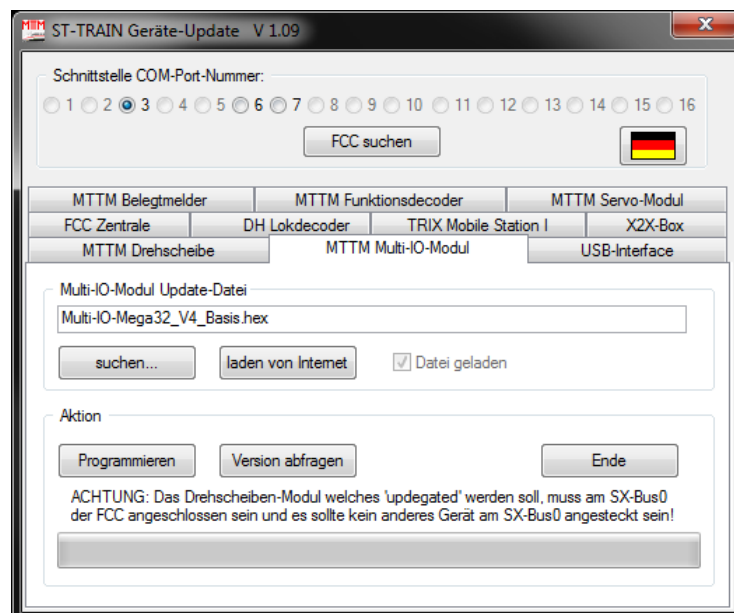 MTTM ST-TRAIN Geräte-Update V 1.09
Schnittstelle COM-Port-Nummer:
1 2 3 4 5 6 7 8 9 10 11 12 13 14 15 16
FCC suchen
MTTM Belegtmelder MTTM Funktionsdecoder MTTM Servo-Modul
FCC Zentrale DH Lokdecoder TRIX Mobile Station I X2X-Box
MTTM Drehscheibe MTTM Multi-IO-Modul USB-Interface
Multi-IO-Modul Update-Datei
Multi-IO-Mega32_V4_Basis.hex
suchen... laden von Internet Datei geladen
Aktion
Programmieren Version abfragen Ende
ACHTUNG: Das Drehscheiben-Modul welches 'updegated' werden soll, muss am SX-Bus0
der FCC angeschlossen sein und es sollte kein anderes Gerät am SX-Bus0 angesteckt sein!